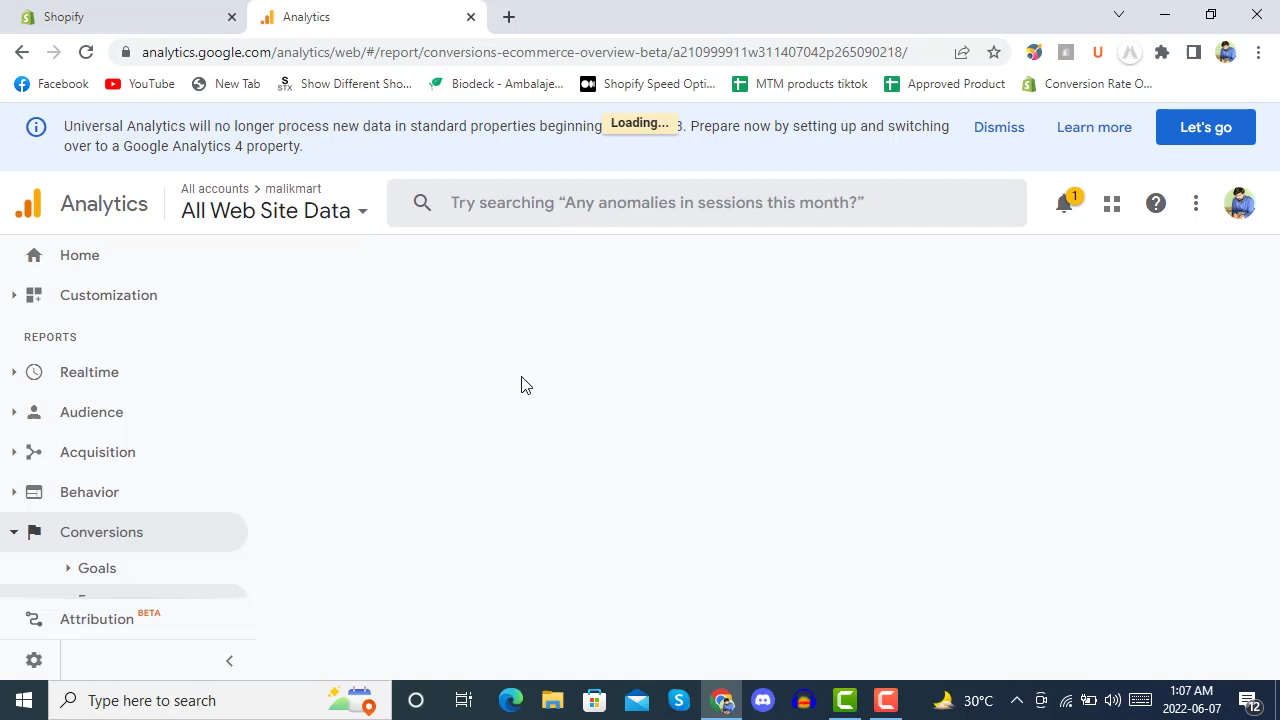 Shopify
Analytics
analytics.google.com/analytics/web/#/report/conversions-ecommerce-overview-beta/a210999911w311407042p265090218/
Facebook
YouTube
New Tab
Show Different Sho...
Biodeck - Ambalaje...
Shopify Speed Opti...
MTM products tiktok
Approved Product
Conversion Rate O...
Universal Analytics will no longer process new data in standard properties beginning 3. Prepare now by setting up and switching
over to a Google Analytics 4 property.
Loading...
Dismiss
Learn more
Let's go
Analytics
All accounts > malikmart
All Web Site Data
Try searching “Any anomalies in sessions this month?”
1
Home
Customization
REPORTS
Realtime
Audience
Acquisition
Behavior
Conversions
Goals
Attribution BETA
Type here to search
30°C
1:07 AM
2022-06-07
12